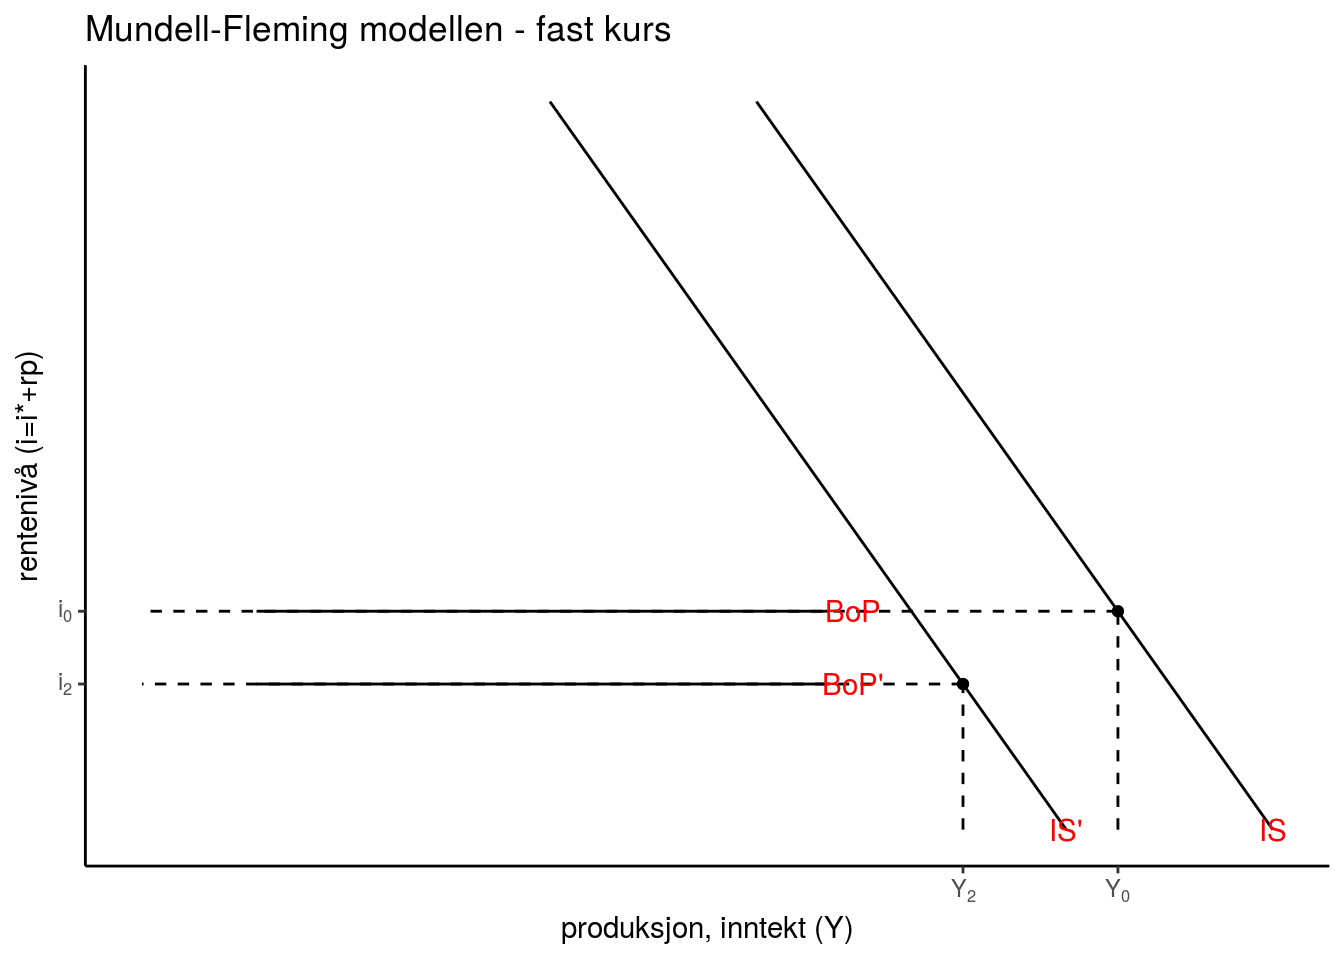 Mundell-Fleming modellen - fast kurs
rentenivå (i=i*+rp)
i₀
BoP
i₂
BoP'
IS'
IS
Y₂
Y₀
produksjon, inntekt (Y)